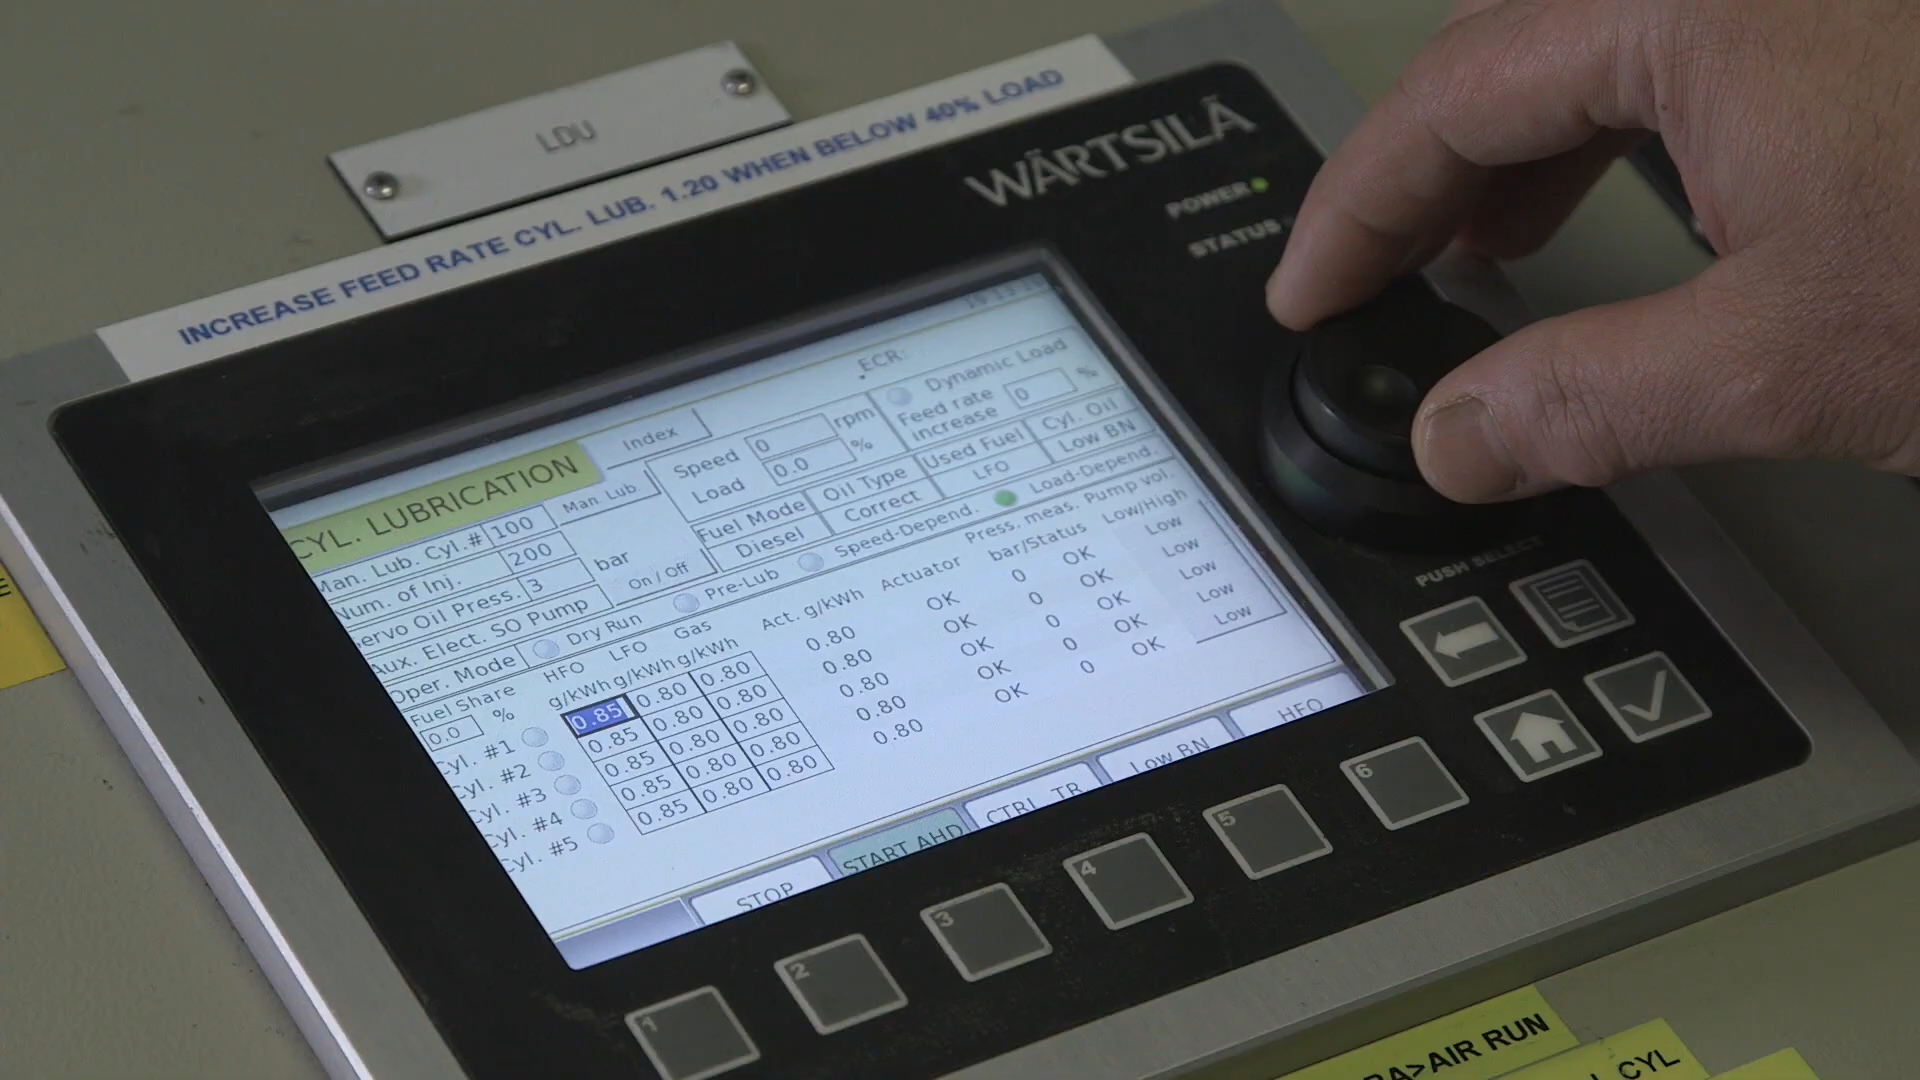 LDU
INCREASE FEED RATE CYL. LUB. 1.20 WHEN BELOW 40% LOAD
WÄRTSILÄ
POWER
STATUS
ECR:
CYL. LUBRICATION
Index
Man. Lub. Cyl.# 100
Man. Lub.
Num. of Inj. 200
Servo Oil Press. 3 bar
Aux. Elect. SO Pump On / Off
Speed 0 rpm
Load 0.0 %
Dynamic Load
Feed rate increase 0 %
Fuel Mode Oil Type Used Fuel Cyl. Oil
Diesel Correct LFO Low BN
Oper. Mode Dry Run Pre-Lub Speed-Depend. Load-Depend.
Fuel Share HFO LFO Gas Act. g/kWh Actuator Press. meas. Pump vol.
0.0 % g/kWh g/kWh g/kWh bar/Status Low/High
Cyl. #1 0.85 0.80 0.80 0.80 OK 0 OK Low
Cyl. #2 0.85 0.80 0.80 0.80 OK 0 OK Low
Cyl. #3 0.85 0.80 0.80 0.80 OK 0 OK Low
Cyl. #4 0.85 0.80 0.80 0.80 OK 0 OK Low
Cyl. #5 0.85 0.80 0.80 0.80 OK 0 OK Low
STOP START AHD CTRL. TR. Low BN HFO
PUSH SELECT
1 2 3 4 5 6
>AIR RUN
CYL
E